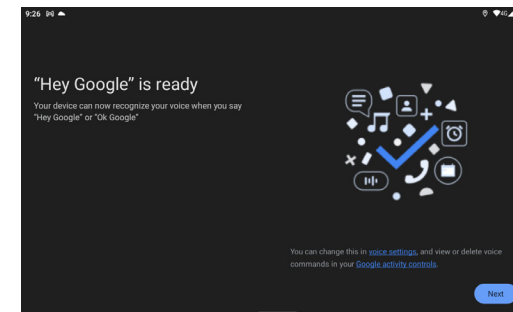 9:26
4G
“Hey Google” is ready
Your device can now recognize your voice when you say
“Hey Google” or “Ok Google”
You can change this in voice settings, and view or delete voice
commands in your Google activity controls.
Next